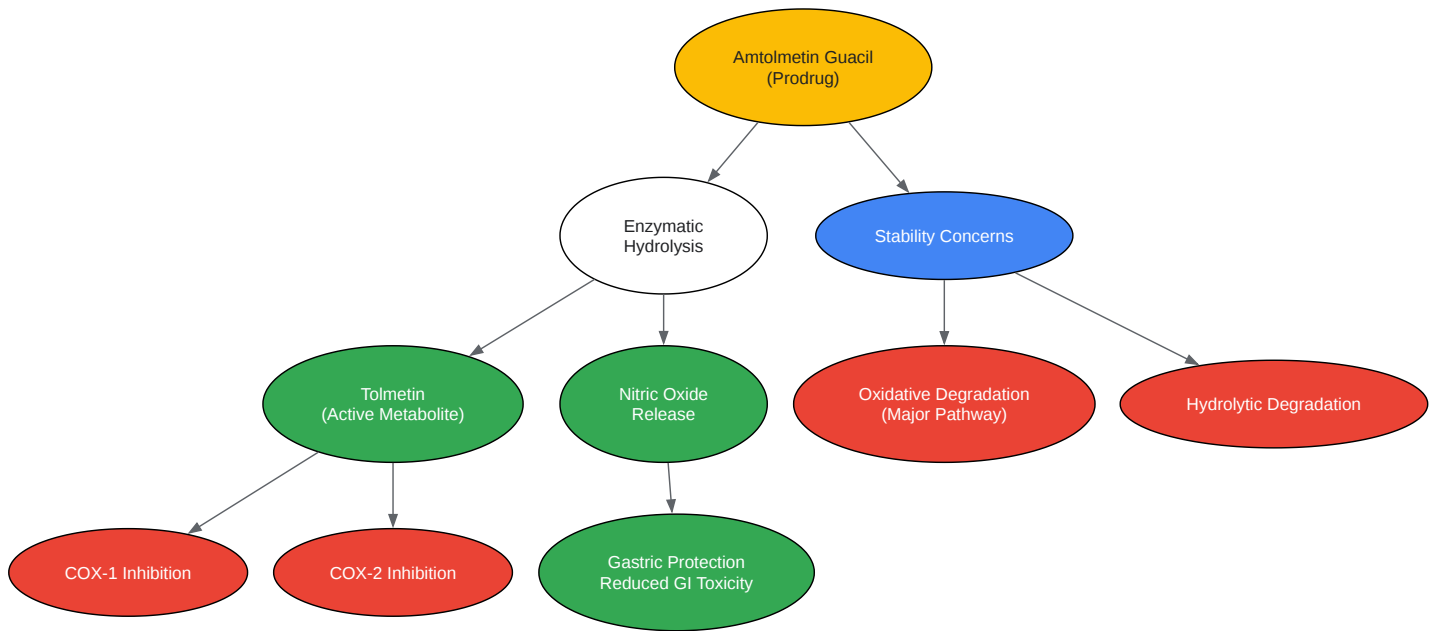 Amtolmetin Guacil
(Prodrug)
Enzymatic
Hydrolysis
Stability Concerns
Tolmetin
(Active Metabolite)
Nitric Oxide
Release
Oxidative Degradation
(Major Pathway)
Hydrolytic Degradation
COX-1 Inhibition
COX-2 Inhibition
Gastric Protection
Reduced GI Toxicity